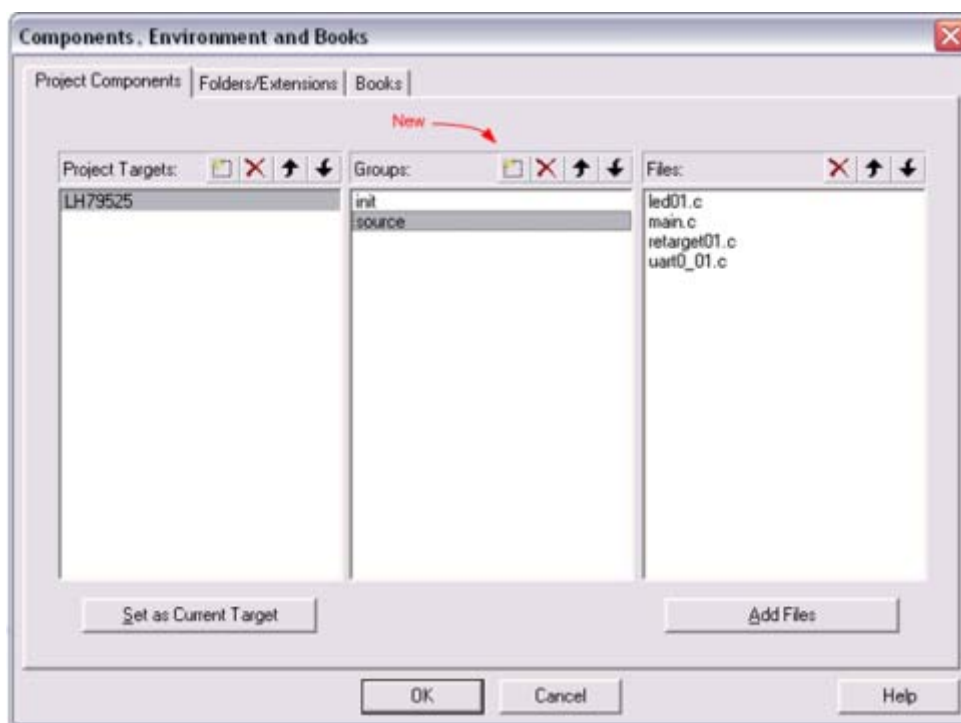 Components, Environment and Books
Project Components Folders/Extensions Books
New
Project Targets: Groups: Files:
LH79525 init led01.c
source main.c
retarget01.c
uart0_01.c
Set as Current Target Add Files
OK Cancel Help